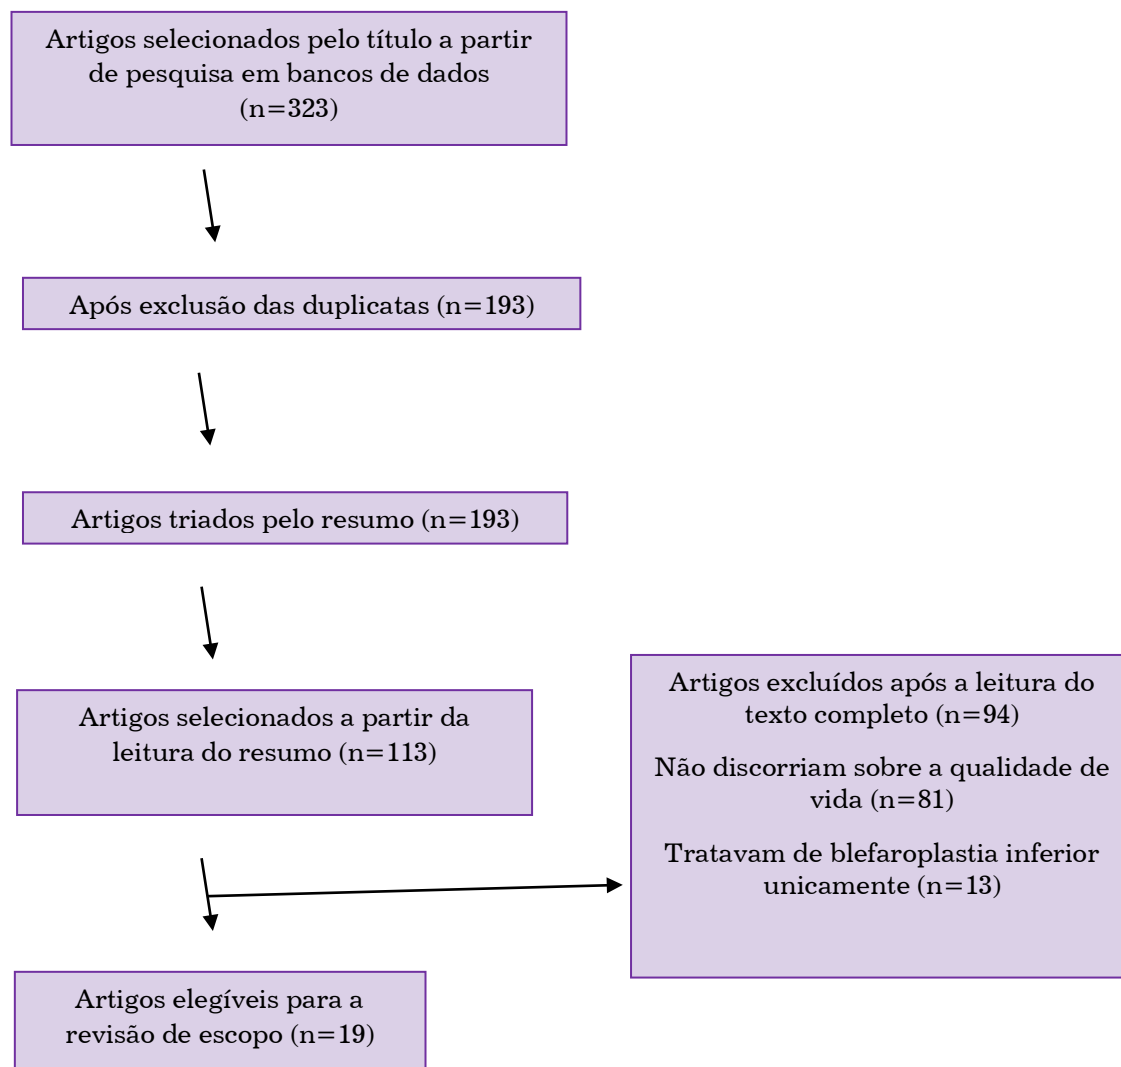 Artigos selecionados pelo título a partir
de pesquisa em bancos de dados
(n=323)
Após exclusão das duplicatas (n=193)
Artigos triados pelo resumo (n=193)
Artigos selecionados a partir da
leitura do resumo (n=113)
Artigos excluídos após a leitura do
texto completo (n=94)
Não discorriam sobre a qualidade de
vida (n=81)
Tratavam de blefaroplastia inferior
unicamente (n=13)
Artigos elegíveis para a
revisão de escopo (n=19)